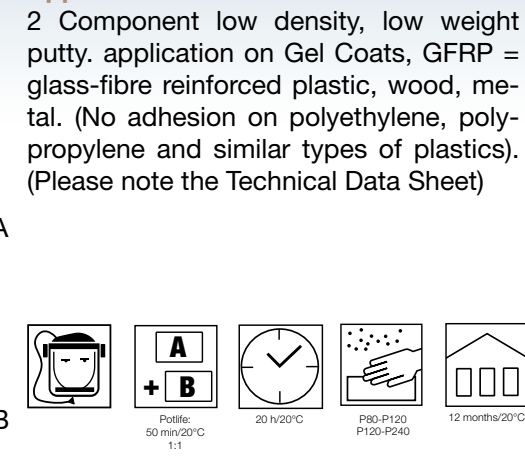 2 Component low density, low weight
putty. application on Gel Coats, GFRP =
glass-fibre reinforced plastic, wood, me-
tal. (No adhesion on polyethylene, poly-
propylene and similar types of plastics).
(Please note the Technical Data Sheet)
A
A
+ B
B
Potlife:
50 min/20°C
1:1
20 h/20°C
P80-P120
P120-P240
12 months/20°C